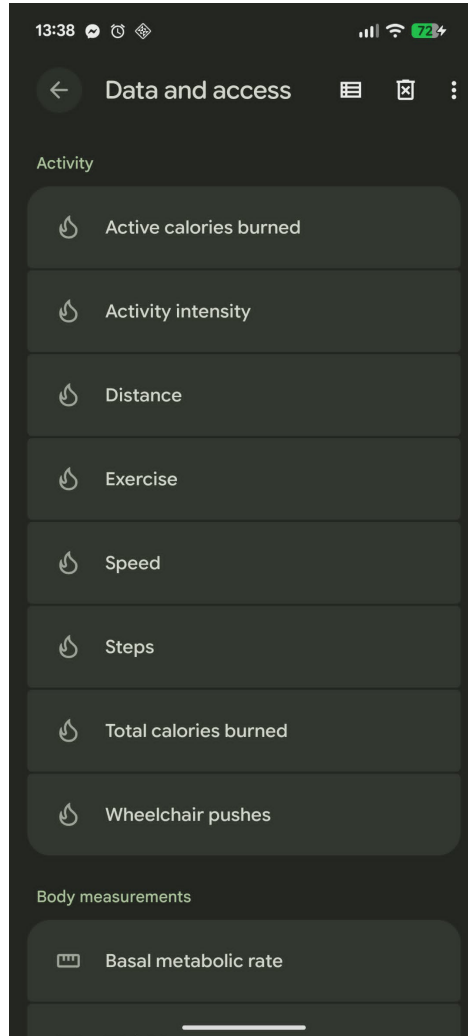 13:38
72
Data and access
Activity
Active calories burned
Activity intensity
Distance
Exercise
Speed
Steps
Total calories burned
Wheelchair pushes
Body measurements
Basal metabolic rate